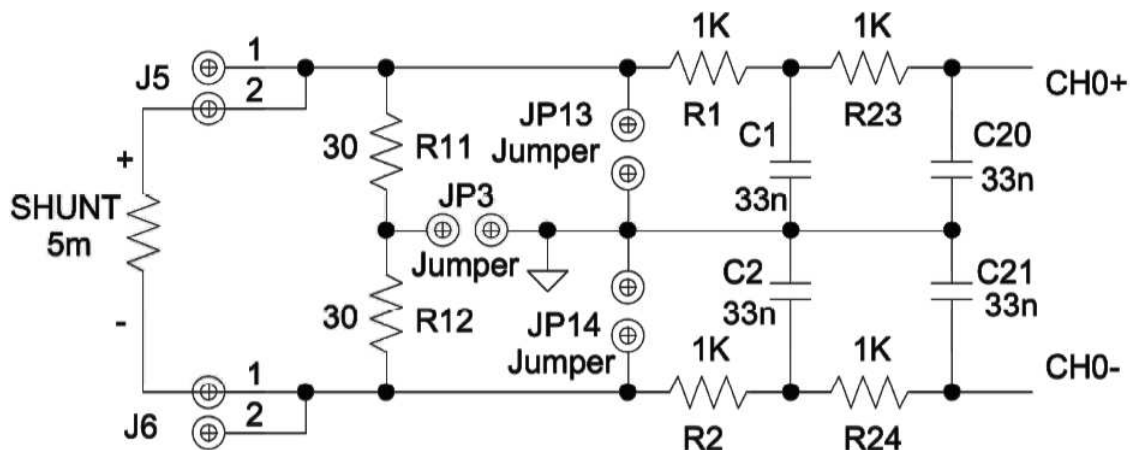 1K
1K
J5
1
2
CH0+
R1
R23
JP13
Jumper
C1
33n
C20
33n
30
R11
+
SHUNT
5m
-
JP3
Jumper
30
R12
JP14
Jumper
C2
33n
C21
33n
1K
1K
CH0-
J6
1
2
R2
R24